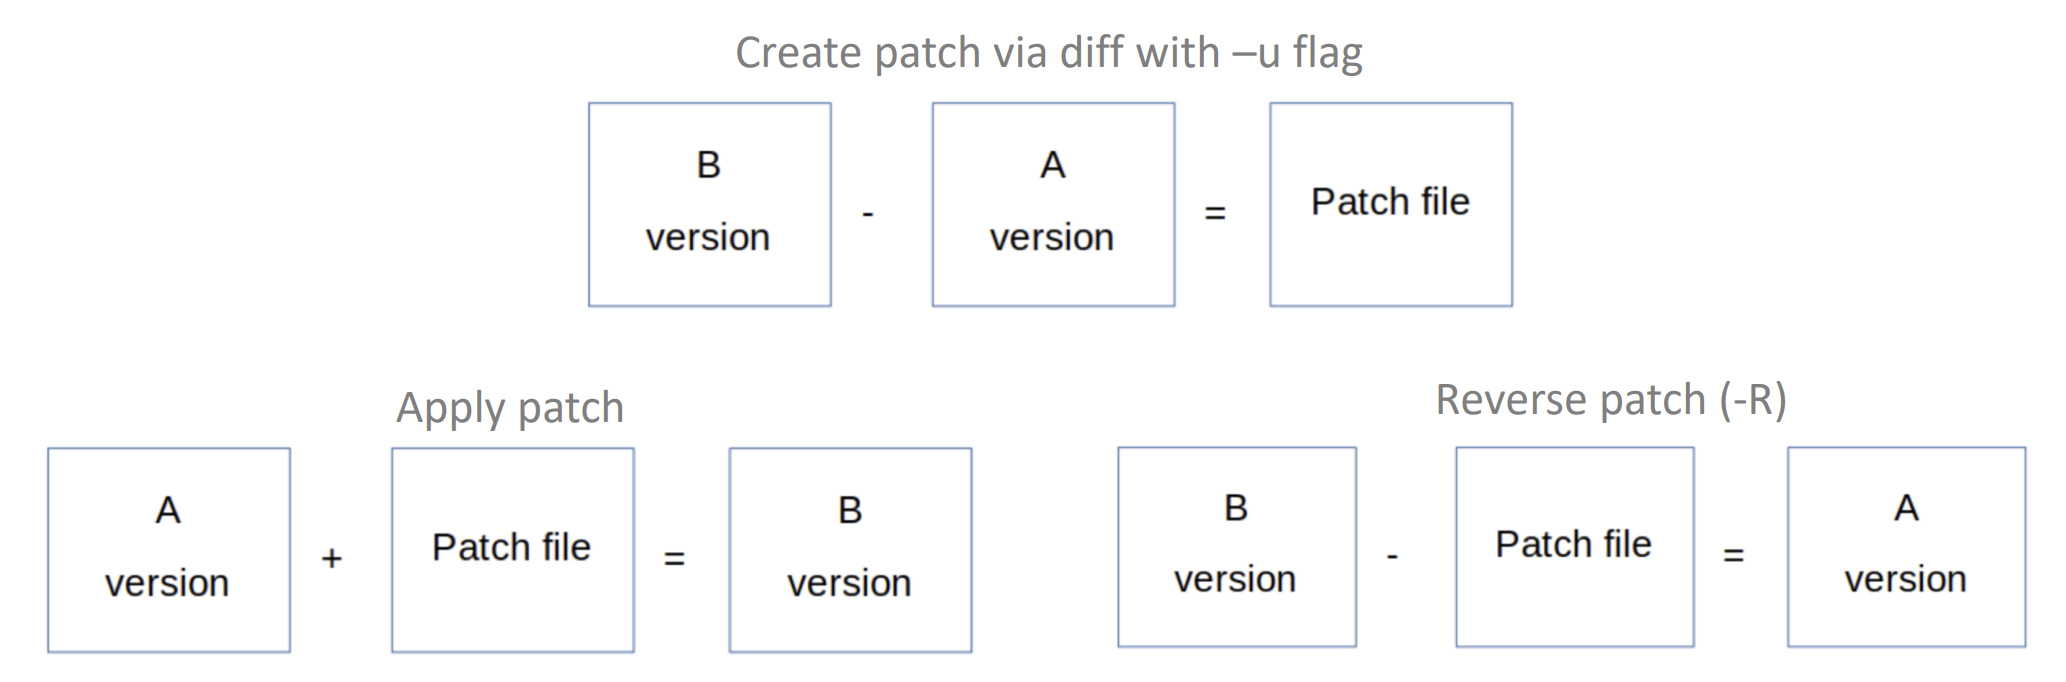 Create patch via diff with –u flag
B
version
-
A
version
=
Patch file
Apply patch
A
version
+
Patch file
=
B
version
Reverse patch (-R)
B
version
-
Patch file
=
A
version